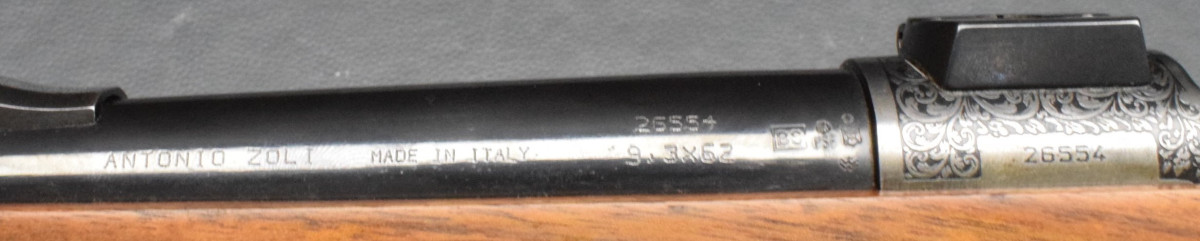 ANTONIO ZOLI MADE IN ITALY
26554
9.3X62
26554